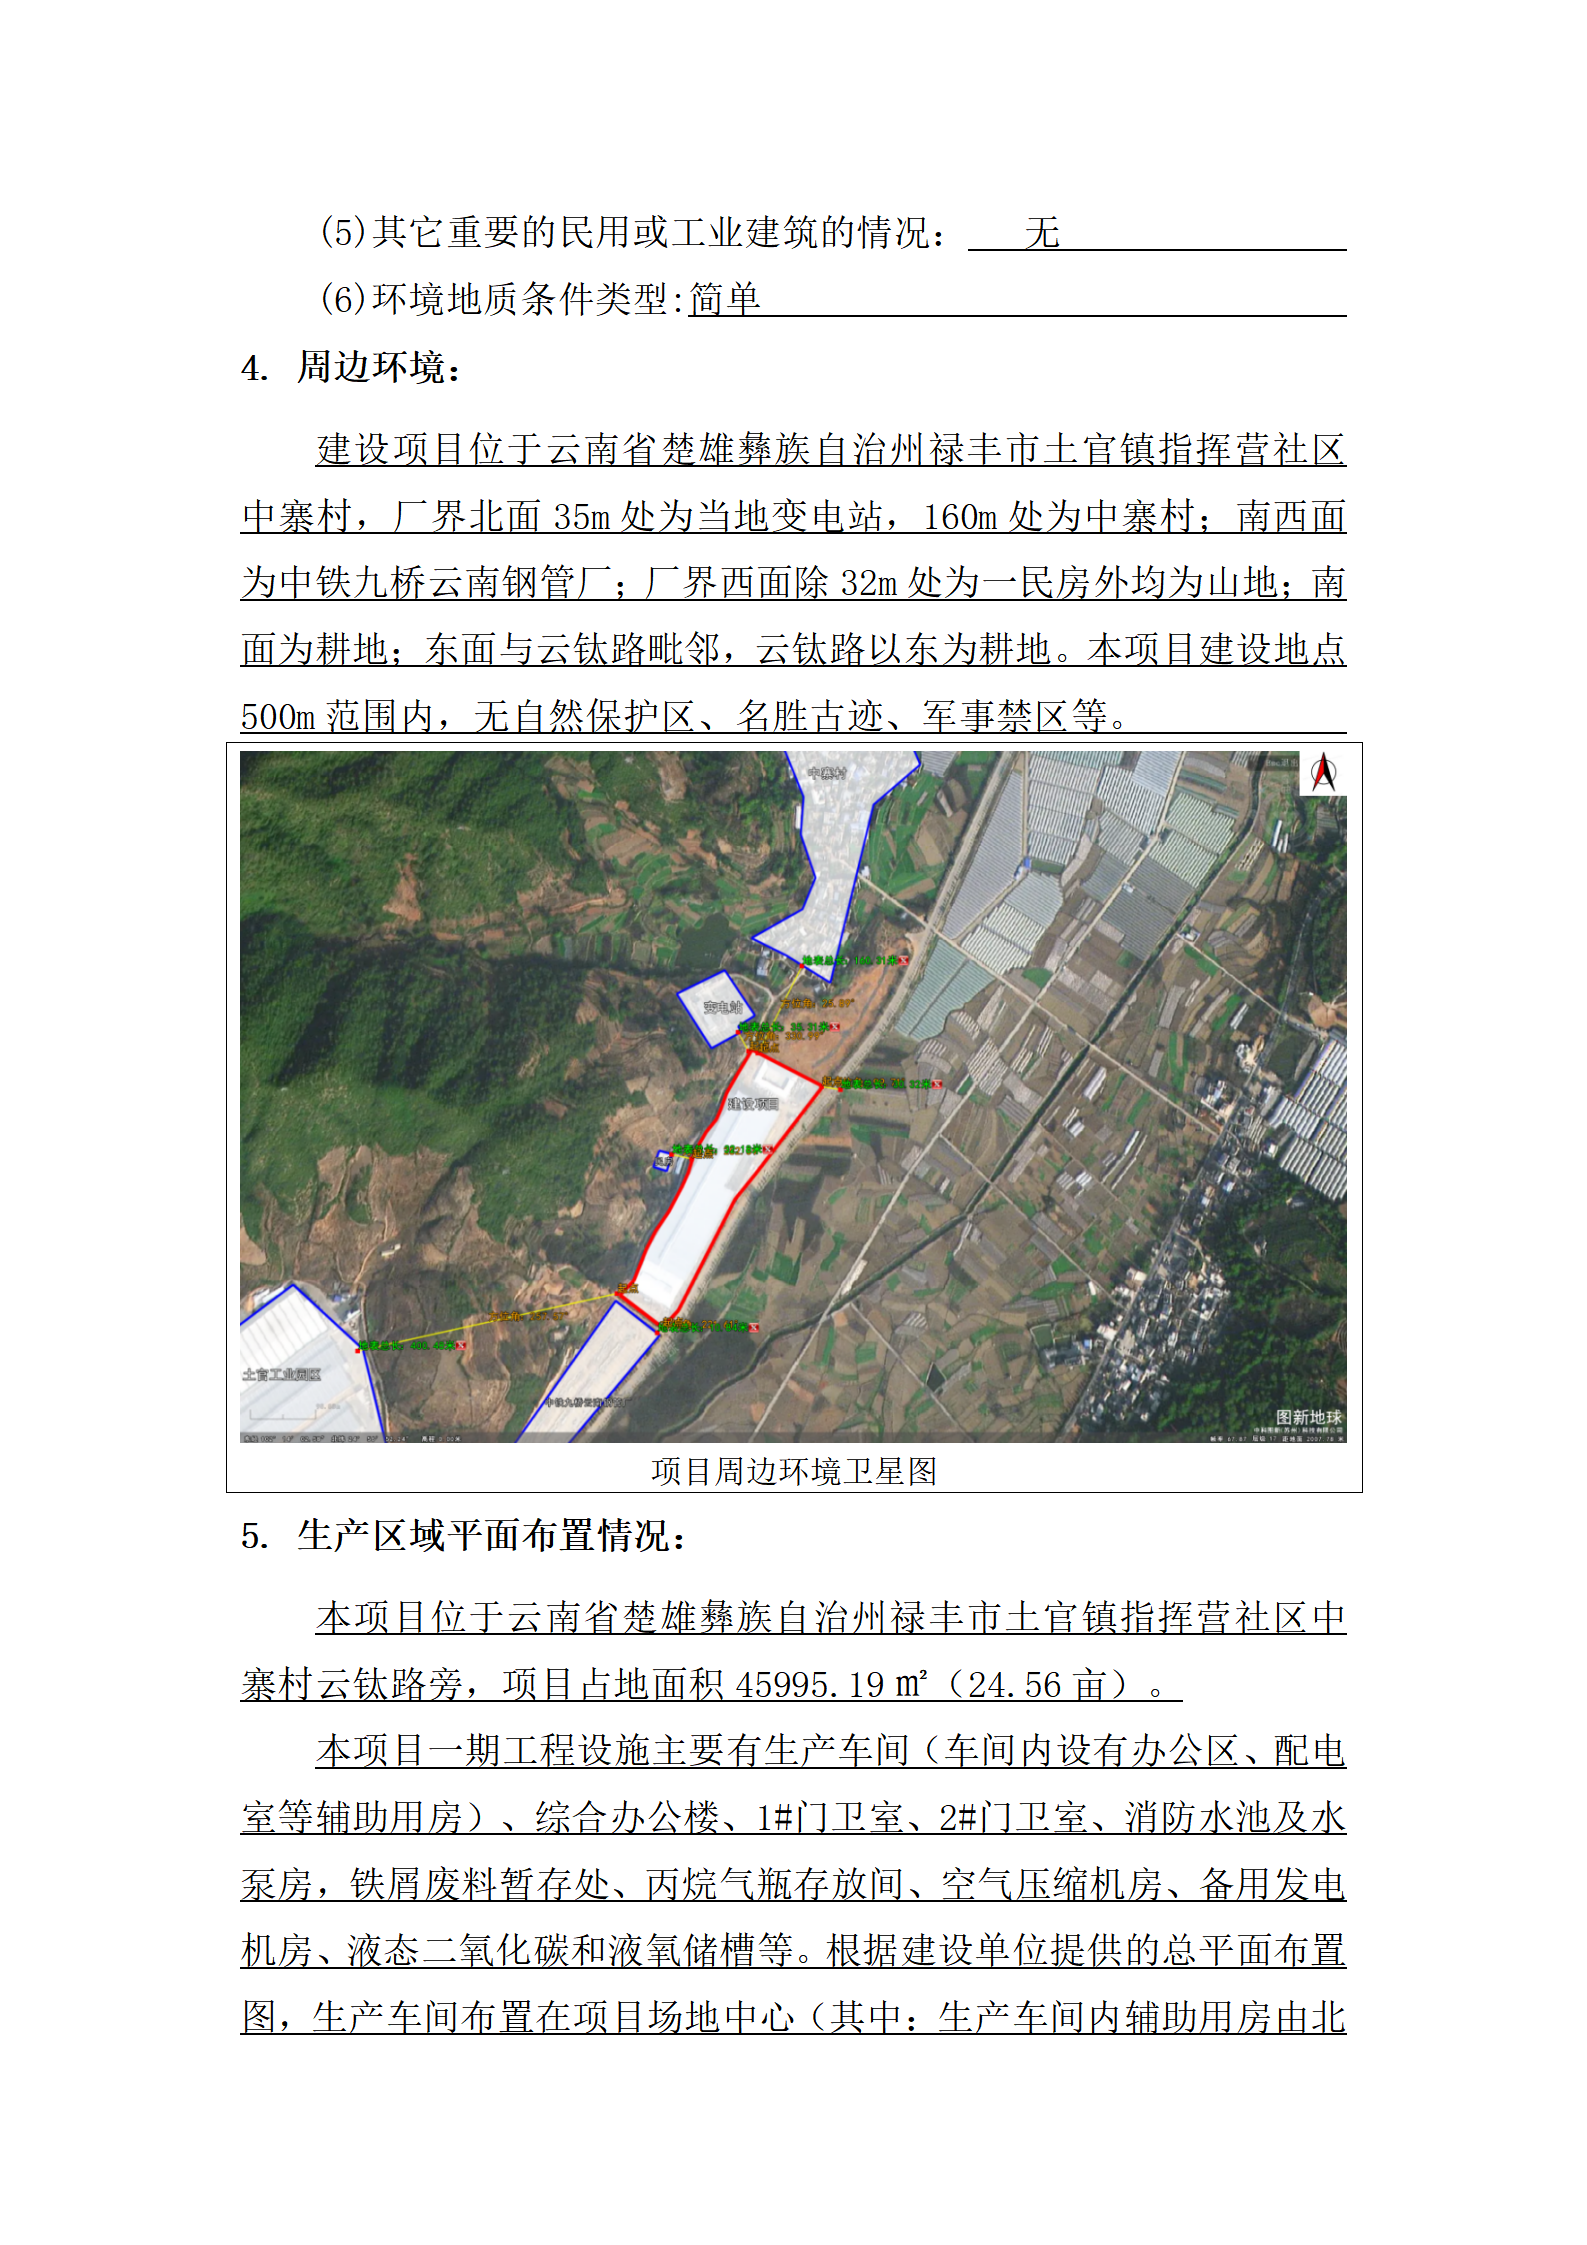 (5)其它重要的民用或工业建筑的情况： 无
(6)环境地质条件类型:简单
4. 周边环境：
建设项目位于云南省楚雄彝族自治州禄丰市土官镇指挥营社区
中寨村，厂界北面 35m 处为当地变电站，160m 处为中寨村；南西面
为中铁九桥云南钢管厂；厂界西面除 32m 处为一民房外均为山地；南
面为耕地；东面与云钛路毗邻，云钛路以东为耕地。本项目建设地点
500m 范围内，无自然保护区、名胜古迹、军事禁区等。
中寨村
变电站
建设项目
起点
土官工业园区
图新地球
项目周边环境卫星图
5. 生产区域平面布置情况：
本项目位于云南省楚雄彝族自治州禄丰市土官镇指挥营社区中
寨村云钛路旁，项目占地面积 45995.19 ㎡（24.56 亩）。
本项目一期工程设施主要有生产车间（车间内设有办公区、配电
室等辅助用房）、综合办公楼、1#门卫室、2#门卫室、消防水池及水
泵房，铁屑废料暂存处、丙烷气瓶存放间、空气压缩机房、备用发电
机房、液态二氧化碳和液氧储槽等。根据建设单位提供的总平面布置
图，生产车间布置在项目场地中心（其中：生产车间内辅助用房由北